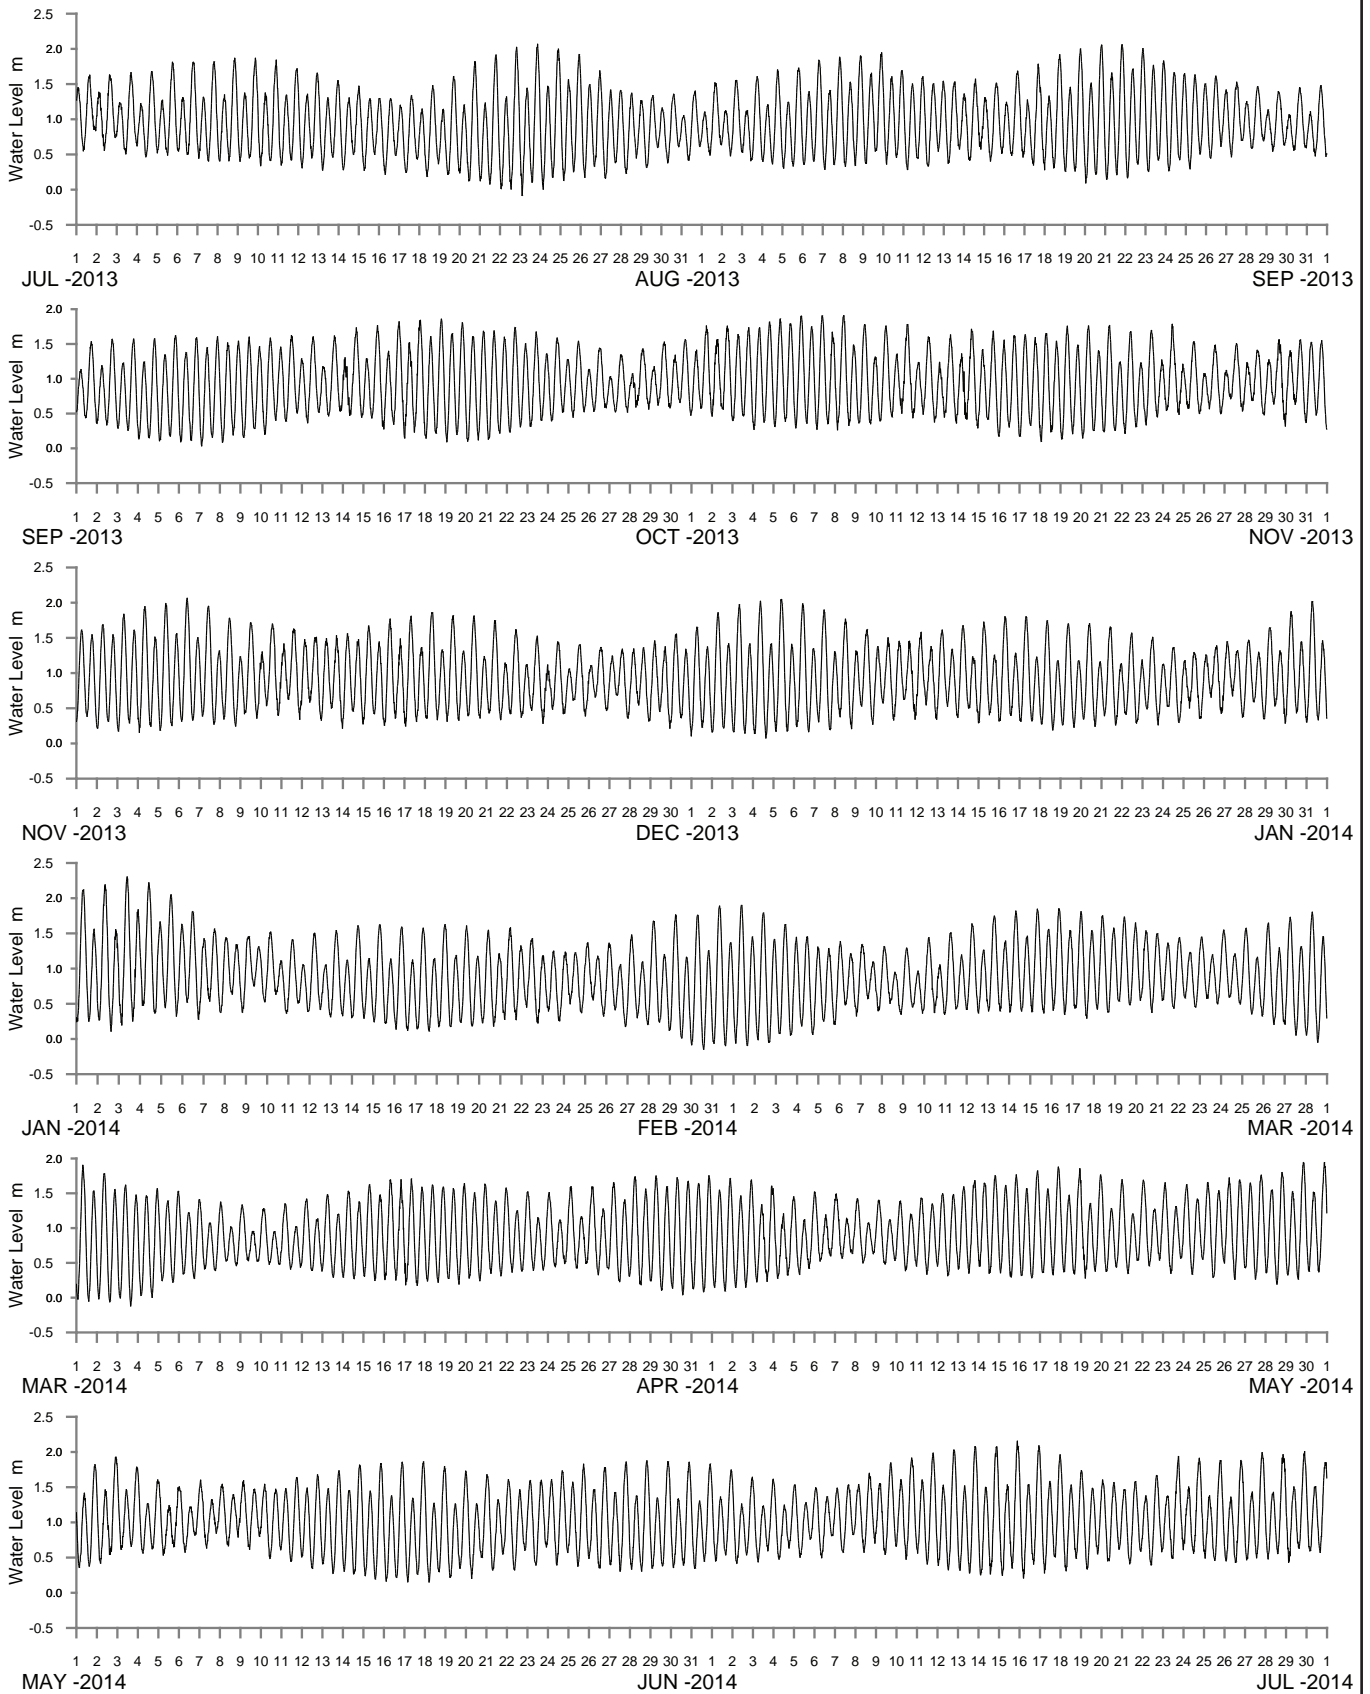 2.5
2.0
1.5
1.0
0.5
0.0
-0.5
Water Level m
1 2 3 4 5 6 7 8 9 10 11 12 13 14 15 16 17 18 19 20 21 22 23 24 25 26 27 28 29 30 31 1 2 3 4 5 6 7 8 9 10 11 12 13 14 15 16 17 18 19 20 21 22 23 24 25 26 27 28 29 30 31 1
JUL -2013 AUG -2013 SEP -2013
2.0
1.5
1.0
0.5
0.0
-0.5
Water Level m
1 2 3 4 5 6 7 8 9 10 11 12 13 14 15 16 17 18 19 20 21 22 23 24 25 26 27 28 29 30 1 2 3 4 5 6 7 8 9 10 11 12 13 14 15 16 17 18 19 20 21 22 23 24 25 26 27 28 29 30 31 1
SEP -2013 OCT -2013 NOV -2013
2.5
2.0
1.5
1.0
0.5
0.0
-0.5
Water Level m
1 2 3 4 5 6 7 8 9 10 11 12 13 14 15 16 17 18 19 20 21 22 23 24 25 26 27 28 29 30 1 2 3 4 5 6 7 8 9 10 11 12 13 14 15 16 17 18 19 20 21 22 23 24 25 26 27 28 29 30 31 1
NOV -2013 DEC -2013 JAN -2014
2.5
2.0
1.5
1.0
0.5
0.0
-0.5
Water Level m
1 2 3 4 5 6 7 8 9 10 11 12 13 14 15 16 17 18 19 20 21 22 23 24 25 26 27 28 29 30 31 1 2 3 4 5 6 7 8 9 10 11 12 13 14 15 16 17 18 19 20 21 22 23 24 25 26 27 28 1
JAN -2014 FEB -2014 MAR -2014
2.0
1.5
1.0
0.5
0.0
-0.5
Water Level m
1 2 3 4 5 6 7 8 9 10 11 12 13 14 15 16 17 18 19 20 21 22 23 24 25 26 27 28 29 30 31 1 2 3 4 5 6 7 8 9 10 11 12 13 14 15 16 17 18 19 20 21 22 23 24 25 26 27 28 29 30 1
MAR -2014 APR -2014 MAY -2014
2.5
2.0
1.5
1.0
0.5
0.0
-0.5
Water Level m
1 2 3 4 5 6 7 8 9 10 11 12 13 14 15 16 17 18 19 20 21 22 23 24 25 26 27 28 29 30 31 1 2 3 4 5 6 7 8 9 10 11 12 13 14 15 16 17 18 19 20 21 22 23 24 25 26 27 28 29 30 1
MAY -2014 JUN -2014 JUL -2014